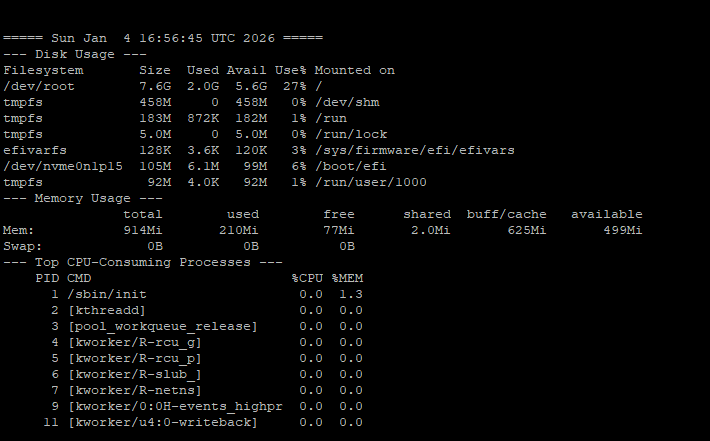 ===== Sun Jan  4 16:56:45 UTC 2026 =====
--- Disk Usage ---
Filesystem       Size  Used Avail Use% Mounted on
/dev/root        7.6G  2.0G  5.6G  27% /
tmpfs            458M     0  458M   0% /dev/shm
tmpfs            183M  872K  182M   1% /run
tmpfs            5.0M     0  5.0M   0% /run/lock
efivarfs         128K  3.6K  120K   3% /sys/firmware/efi/efivars
/dev/nvme0n1p15  105M  6.1M   99M   6% /boot/efi
tmpfs             92M  4.0K   92M   1% /run/user/1000
--- Memory Usage ---
               total        used        free      shared  buff/cache   available
Mem:           914Mi       210Mi        77Mi       2.0Mi       625Mi       499Mi
Swap:             0B          0B          0B
--- Top CPU-Consuming Processes ---
    PID CMD                         %CPU %MEM
      1 /sbin/init                   0.0  1.3
      2 [kthreadd]                   0.0  0.0
      3 [pool_workqueue_release]     0.0  0.0
      4 [kworker/R-rcu_g]            0.0  0.0
      5 [kworker/R-rcu_p]            0.0  0.0
      6 [kworker/R-slub_]            0.0  0.0
      7 [kworker/R-netns]            0.0  0.0
      9 [kworker/0:0H-events_highpr  0.0  0.0
     11 [kworker/u4:0-writeback]     0.0  0.0